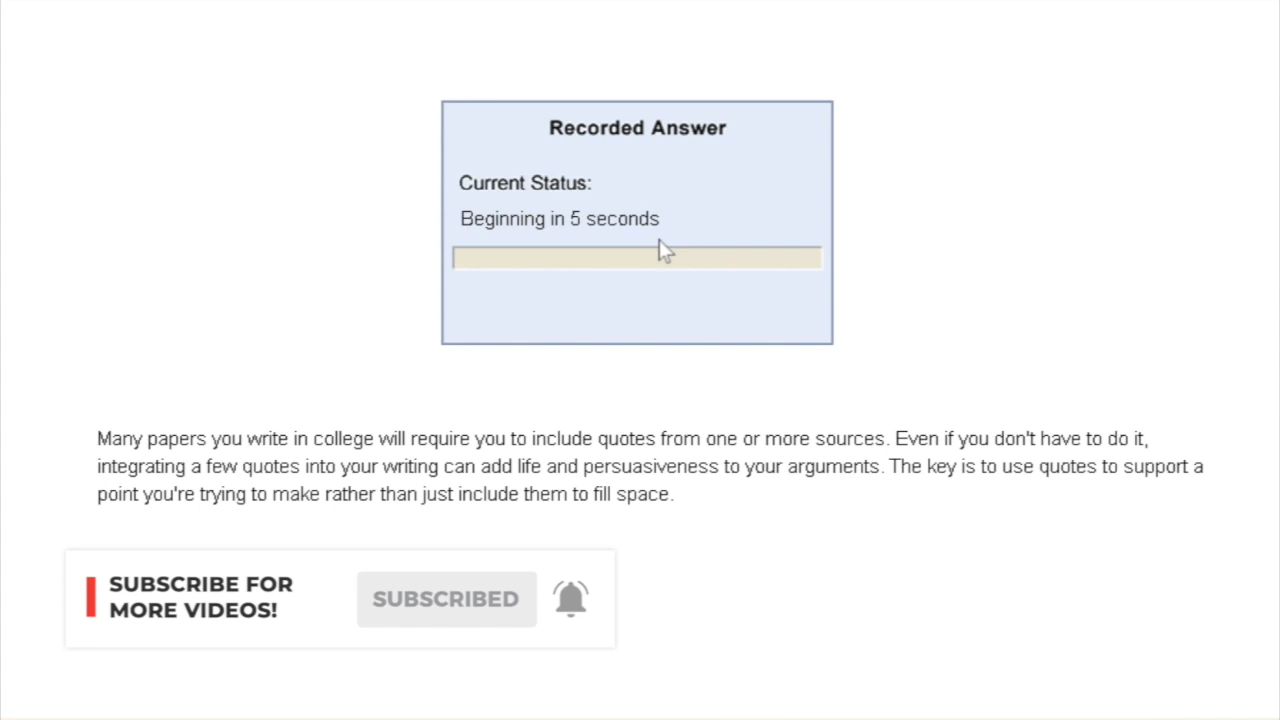 Recorded Answer
Current Status:
Beginning in 5 seconds
Many papers you write in college will require you to include quotes from one or more sources. Even if you don't have to do it,
integrating a few quotes into your writing can add life and persuasiveness to your arguments. The key is to use quotes to support a
point you're trying to make rather than just include them to fill space.
SUBSCRIBE FOR
MORE VIDEOS!
SUBSCRIBED